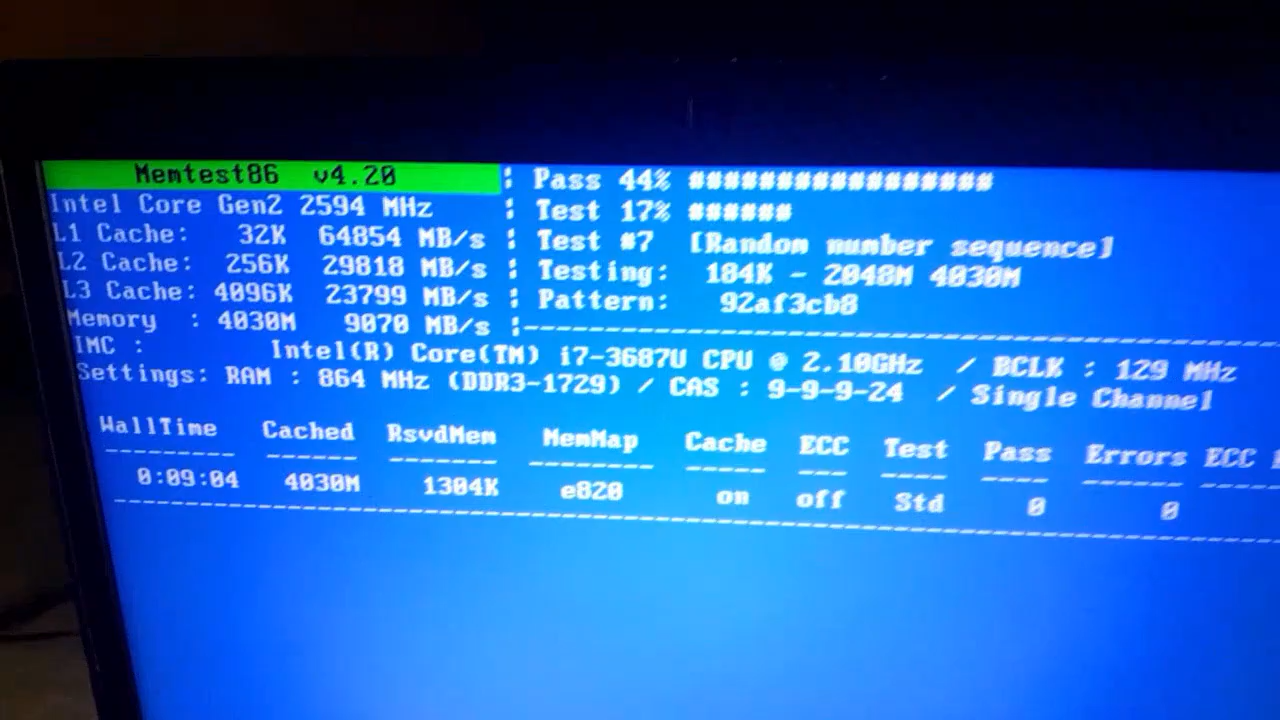 Memtest86 v4.20 | Pass 44% #################
Intel Core Gen2 2594 MHz | Test 17% ######
L1 Cache: 32K 64854 MB/s | Test #7 [Random number sequence]
L2 Cache: 256K 29818 MB/s | Testing: 184K - 2048M 4030M
L3 Cache: 4096K 23799 MB/s | Pattern: 92af3cb8
Memory : 4030M 9070 MB/s |--------------------------------
IMC : Intel(R) Core(TM) i7-3687U CPU @ 2.10GHz / BCLK : 129 MHz
Settings: RAM : 864 MHz (DDR3-1729) / CAS : 9-9-9-24 / Single Channel
WallTime Cached RsvdMem MemMap Cache ECC Test Pass Errors ECC
0:09:04 4030M 1304K e820 on off Std 0 0